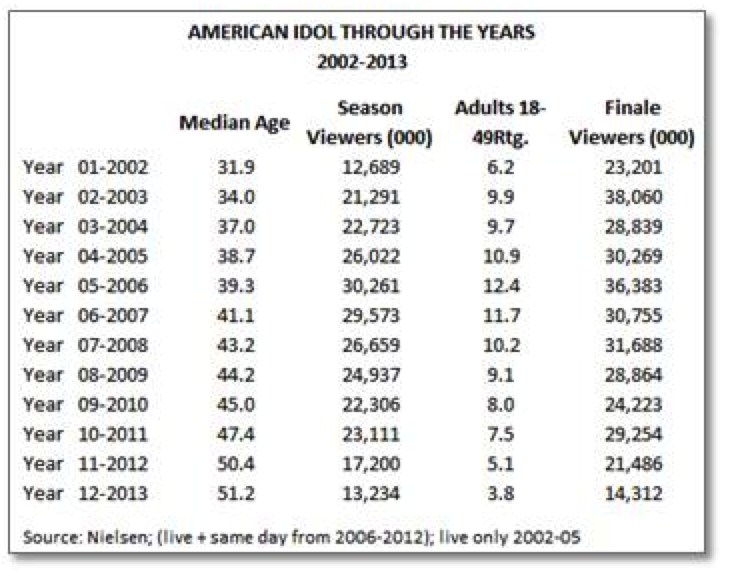 AMERICAN IDOL THROUGH THE YEARS
2002-2013
Median Age Season Viewers (000) Adults 18-49Rtg. Finale Viewers (000)
Year 01-2002 31.9 12,689 6.2 23,201
Year 02-2003 34.0 21,291 9.9 38,060
Year 03-2004 37.0 22,723 9.7 28,839
Year 04-2005 38.7 26,022 10.9 30,269
Year 05-2006 39.3 30,261 12.4 36,383
Year 06-2007 41.1 29,573 11.7 30,755
Year 07-2008 43.2 26,659 10.2 31,688
Year 08-2009 44.2 24,937 9.1 28,864
Year 09-2010 45.0 22,306 8.0 24,223
Year 10-2011 47.4 23,111 7.5 29,254
Year 11-2012 50.4 17,200 5.1 21,486
Year 12-2013 51.2 13,234 3.8 14,312
Source: Nielsen; (live + same day from 2006-2012); live only 2002-05